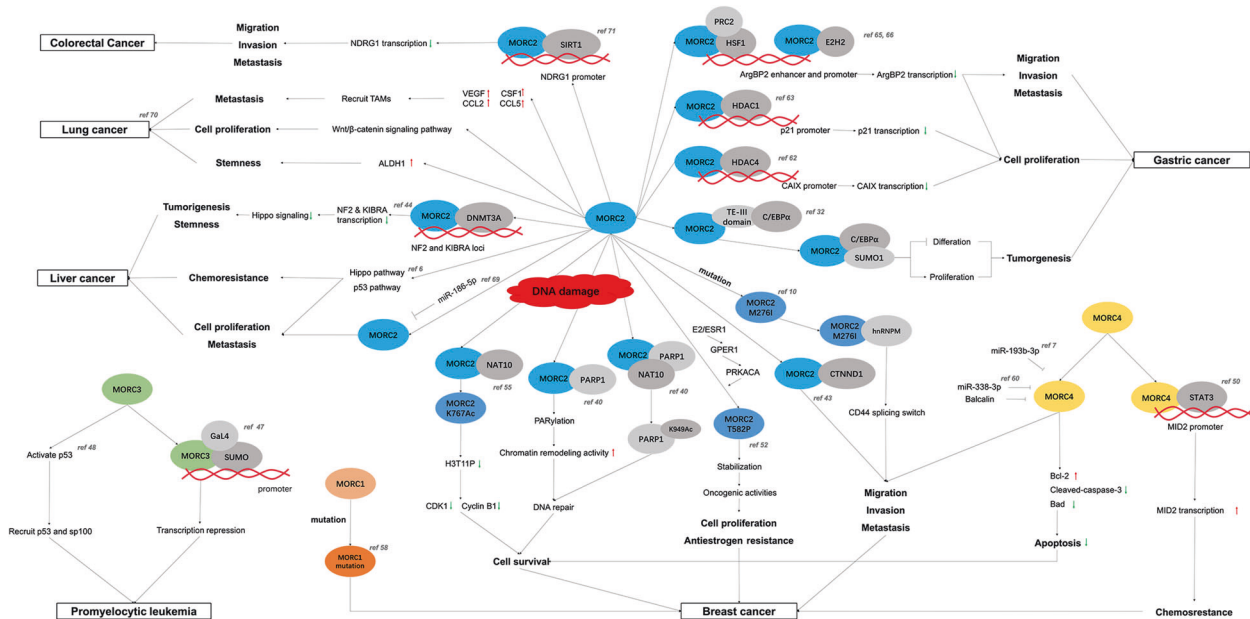 Colorectal Cancer
Migration
Invasion
Metastasis
NDRG1 transcription ↓
MORC2
SIRT1
ref 71
NDRG1 promoter
Lung cancer
ref 70
Metastasis
Recruit TAMs
VEGF↑ CSF1↑
CCL2 ↑ CCL5↑
Cell proliferation
Wnt/β-catenin signaling pathway
Stemness
ALDH1 ↑
Liver cancer
Tumorigenesis
Stemness
Hippo signaling↓
NF2 & KIBRA
transcription↓
ref 44
MORC2
DNMT3A
NF2 and KIBRA loci
Chemoresistance
Hippo pathway
p53 pathway
ref 6
Cell proliferation
Metastasis
MORC2
miR-186-5p
ref 69
MORC2
PRC2
MORC2
HSF1
MORC2
E2H2
ref 65, 66
ArgBP2 enhancer and promoter
ArgBP2 transcription↓
Migration
Invasion
Metastasis
MORC2
HDAC1
ref 63
p21 promoter
p21 transcription ↓
MORC2
HDAC4
ref 62
CAIX promoter
CAIX transcription↓
Cell proliferation
Gastric cancer
MORC2
TE-III
domain
C/EBPα
ref 32
MORC2
C/EBPα
SUMO1
Differation
Proliferation
Tumorgenesis
DNA damage
mutation
MORC2
M276I
ref 10
MORC2
M276I
hnRNPM
CD44 splicing switch
MORC2
CTNND1
ref 43
E2/ESR1
GPER1
PRKACA
MORC2
T582P
ref 52
Stabilization
Oncogenic activities
Cell proliferation
Antiestrogen resistance
MORC2
NAT10
ref 55
MORC2
K767Ac
H3T11P ↓
CDK1↓ Cyclin B1↓
MORC2
PARP1
ref 40
PARylation
Chromatin remodeling activity ↑
DNA repair
MORC2
PARP1
NAT10
ref 40
PARP1
K949Ac
Cell survival
Migration
Invasion
Metastasis
MORC4
miR-193b-3p
ref 7
miR-338-3p
ref 60
Balcalin
MORC4
MORC4
STAT3
ref 50
MID2 promoter
Bcl-2 ↑
Cleaved-caspase-3↓
Bad ↓
Apoptosis ↓
MID2 transcription ↑
Chemosrestance
Breast cancer
MORC3
Activate p53
ref 48
GaL4
MORC3
SUMO
ref 47
promoter
Recruit p53 and sp100
Transcription repression
Promyelocytic leukemia
MORC1
mutation
MORC1
mutation
ref 58